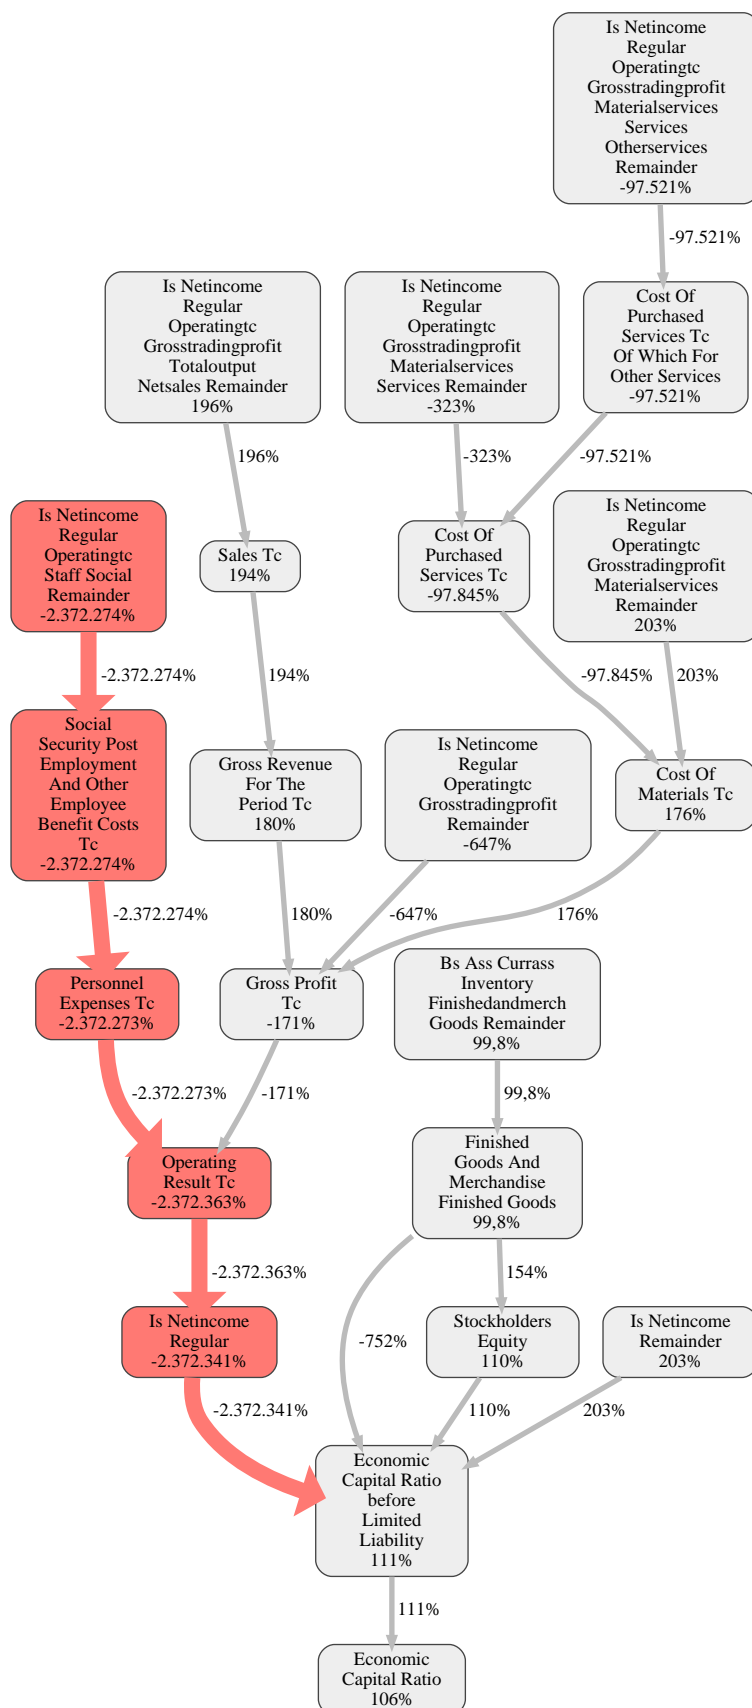 Is Netincome
Regular
Operatingtc
Grosstradingprofit
Materialservices
Services
Otherservices
Remainder
-97.521%
-97.521%
Is Netincome
Regular
Operatingtc
Grosstradingprofit
Totaloutput
Netsales Remainder
196%
Is Netincome
Regular
Operatingtc
Grosstradingprofit
Materialservices
Services Remainder
-323%
Cost Of
Purchased
Services Tc
Of Which For
Other Services
-97.521%
196%
-323%
-97.521%
Is Netincome
Regular
Operatingtc
Staff Social
Remainder
-2.372.274%
Sales Tc
194%
Cost Of
Purchased
Services Tc
-97.845%
Is Netincome
Regular
Operatingtc
Grosstradingprofit
Materialservices
Remainder
203%
-2.372.274%
194%
-97.845%
203%
Social
Security Post
Employment
And Other
Employee
Benefit Costs
Tc
-2.372.274%
Gross Revenue
For The
Period Tc
180%
Is Netincome
Regular
Operatingtc
Grosstradingprofit
Remainder
-647%
Cost Of
Materials Tc
176%
-2.372.274%
180%
-647%
176%
Personnel
Expenses Tc
-2.372.273%
Gross Profit
Tc
-171%
Bs Ass Currass
Inventory
Finishedandmerch
Goods Remainder
99,8%
-2.372.273%
-171%
99,8%
Operating
Result Tc
-2.372.363%
Finished
Goods And
Merchandise
Finished Goods
99,8%
-2.372.363%
154%
Is Netincome
Regular
-2.372.341%
-752%
Stockholders
Equity
110%
Is Netincome
Remainder
203%
-2.372.341%
110%
203%
Economic
Capital Ratio
before
Limited
Liability
111%
111%
Economic
Capital Ratio
106%